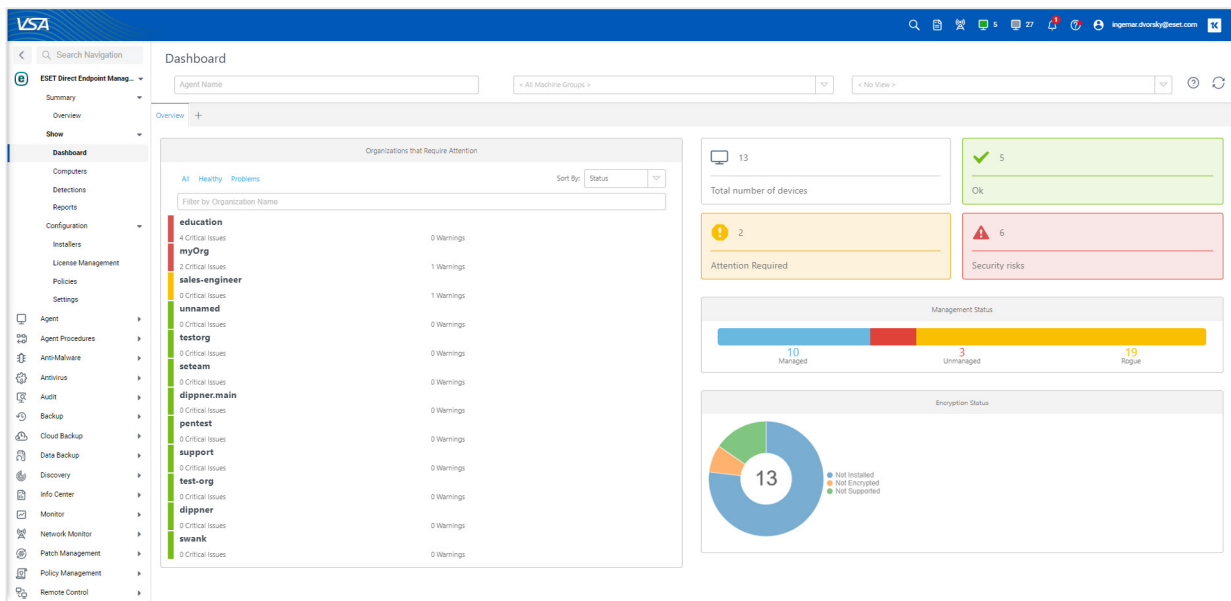 VSA
5
27
1
ingemar.dvorsky@eset.com
Search Navigation
ESET Direct Endpoint Manag...
Summary
Overview
Show
Dashboard
Computers
Detections
Reports
Configuration
Installers
License Management
Policies
Settings
Agent
Agent Procedures
Anti-Malware
Antivirus
Audit
Backup
Cloud Backup
Data Backup
Discovery
Info Center
Monitor
Network Monitor
Patch Management
Policy Management
Remote Control
Dashboard
Agent Name
< All Machine Groups >
< No View >
Overview +
Organizations that Require Attention
All Healthy Problems
Sort By: Status
Filter by Organization Name
education
4 Critical Issues 0 Warnings
myOrg
2 Critical Issues 1 Warnings
sales-engineer
0 Critical Issues 1 Warnings
unnamed
0 Critical Issues 0 Warnings
testorg
0 Critical Issues 0 Warnings
seteam
0 Critical Issues 0 Warnings
dippner.main
0 Critical Issues 0 Warnings
pentest
0 Critical Issues 0 Warnings
support
0 Critical Issues 0 Warnings
test-org
0 Critical Issues 0 Warnings
dippner
0 Critical Issues 0 Warnings
swank
0 Critical Issues 0 Warnings
13
Total number of devices
5
Ok
2
Attention Required
6
Security risks
Management Status
10 3 19
Managed Unmanaged Rogue
Encryption Status
13
Not Installed
Not Encrypted
Not Supported